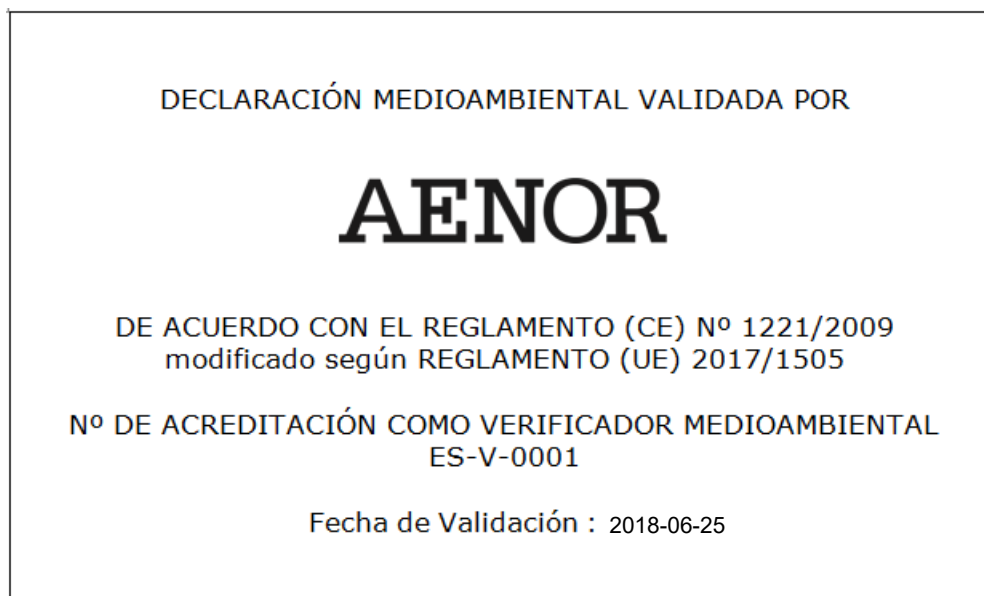 DECLARACIÓN MEDIOAMBIENTAL VALIDADA POR
AENOR
DE ACUERDO CON EL REGLAMENTO (CE) Nº 1221/2009
modificado según REGLAMENTO (UE) 2017/1505
Nº DE ACREDITACIÓN COMO VERIFICADOR MEDIOAMBIENTAL
ES-V-0001
Fecha de Validación : 2018-06-25